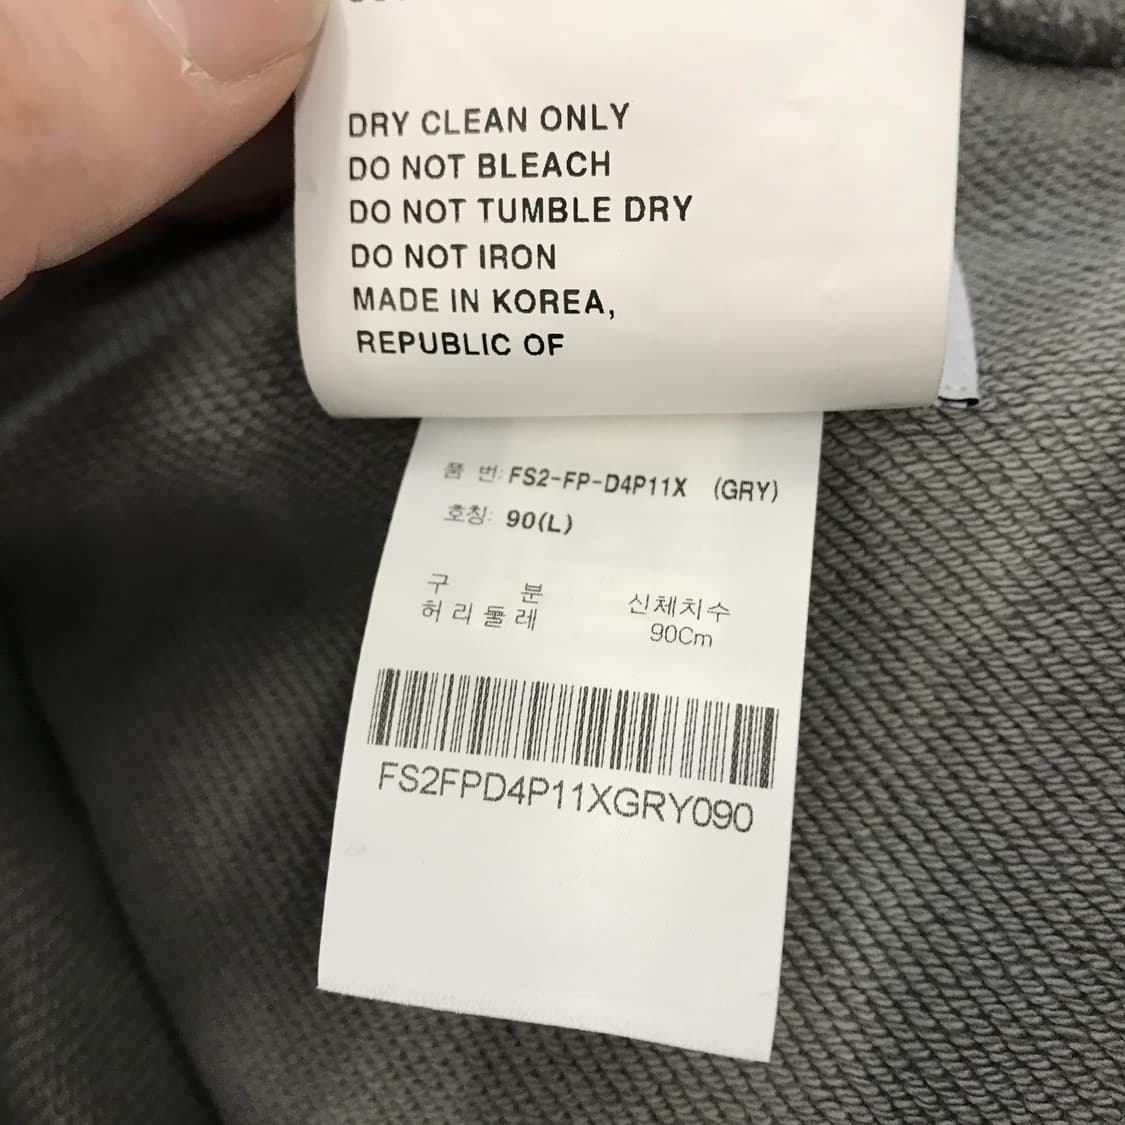 DRY CLEAN ONLY
DO NOT BLEACH
DO NOT TUMBLE DRY
DO NOT IRON
MADE IN KOREA,
REPUBLIC OF
품 번: FS2-FP-D4P11X (GRY)
호칭: 90(L)
구 분 신체치수
허리둘레 90Cm
FS2FPD4P11XGRY090